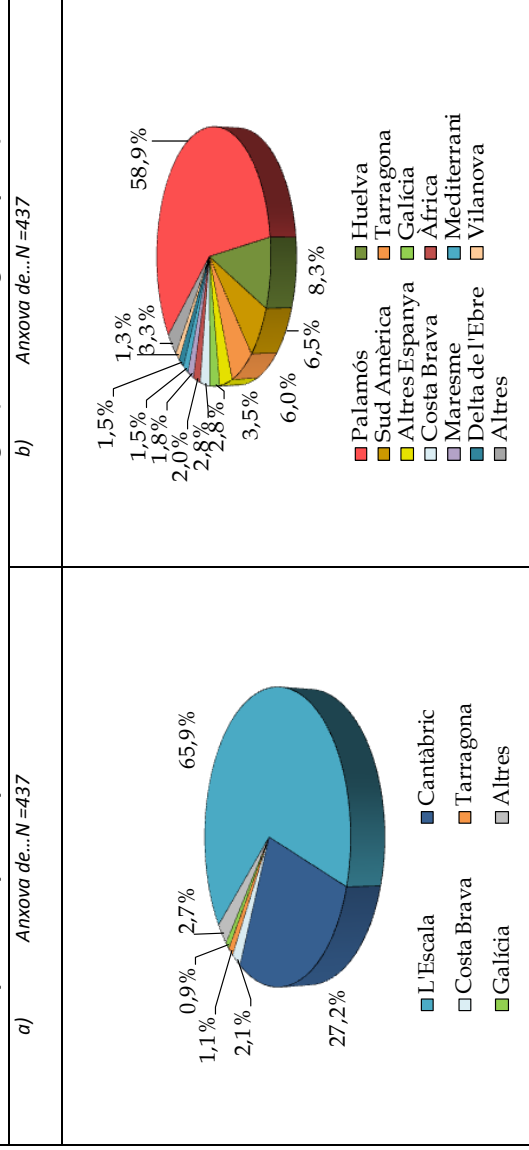 a) Anxova de...N =437
65,9%
2,7%
0,9%
1,1%
2,1%
27,2%
L'Escala
Cantàbric
Costa Brava
Tarragona
Galícia
Altres
b) Anxova de...N =437
58,9%
1,3%
3,3%
1,5%
1,5%
1,8%
2,0%
2,8%
2,8%
3,5%
6,0%
6,5%
8,3%
Palamós
Huelva
Sud Amèrica
Tarragona
Altres Espanya
Galícia
Costa Brava
Àfrica
Maresme
Mediterrani
Delta de l'Ebre
Vilanova
Altres